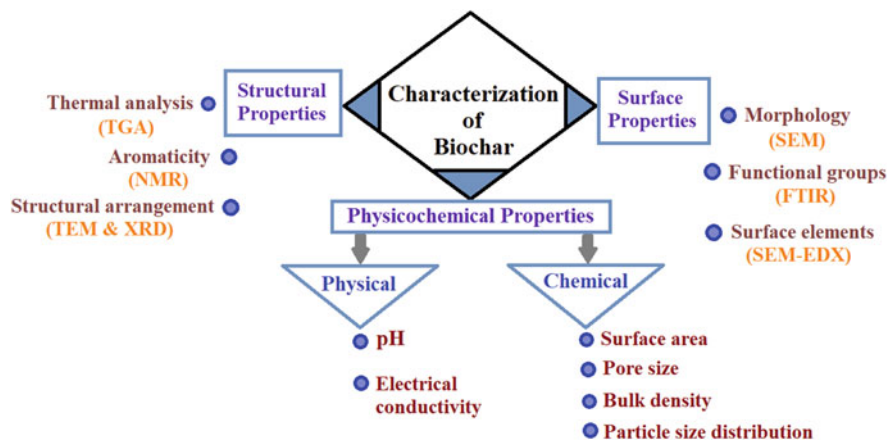 Characterization
of
Biochar
Structural
Properties
Thermal analysis
(TGA)
Aromaticity
(NMR)
Structural arrangement
(TEM & XRD)
Surface
Properties
Morphology
(SEM)
Functional groups
(FTIR)
Surface elements
(SEM-EDX)
Physicochemical Properties
Physical
pH
Electrical
conductivity
Chemical
Surface area
Pore size
Bulk density
Particle size distribution